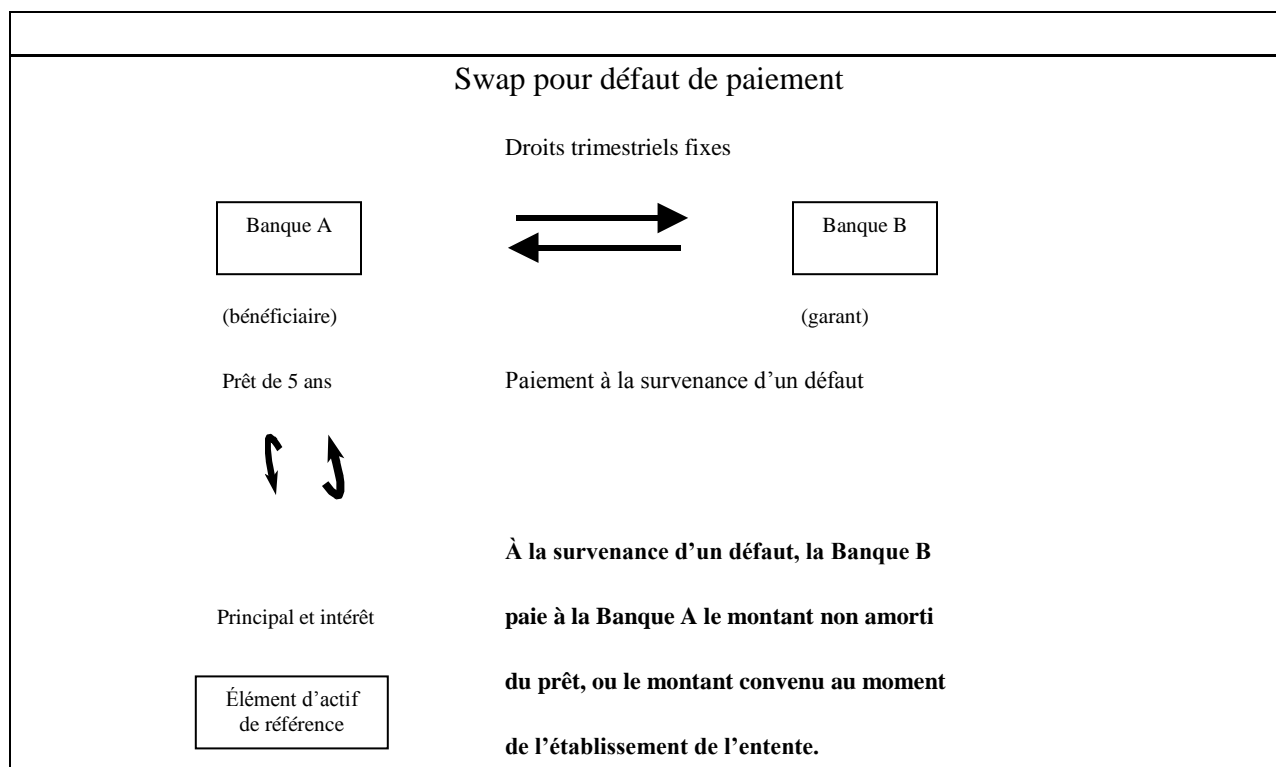 Swap pour défaut de paiement
Droits trimestriels fixes
Banque A
Banque B
(bénéficiaire)
(garant)
Prêt de 5 ans
Paiement à la survenance d’un défaut
À la survenance d’un défaut, la Banque B
Principal et intérêt
paie à la Banque A le montant non amorti
du prêt, ou le montant convenu au moment
Élément d’actif
de référence
de l’établissement de l’entente.